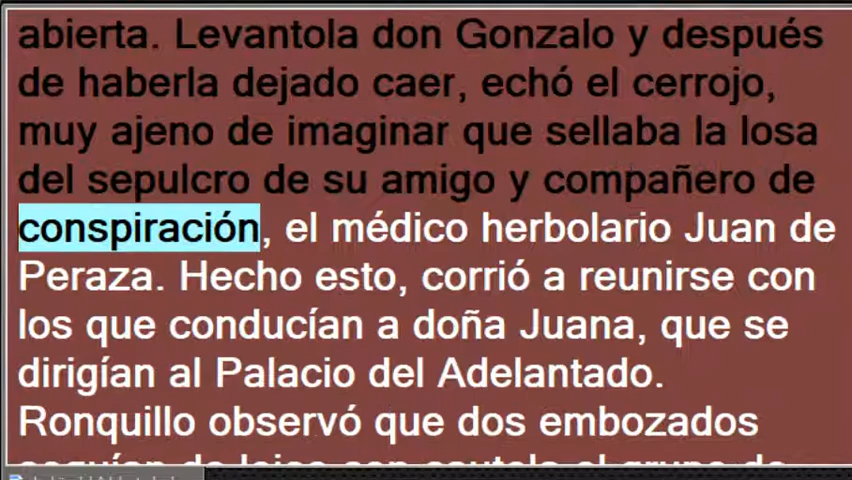 abierta. Levantola don Gonzalo y después
de haberla dejado caer, echó el cerrojo,
muy ajeno de imaginar que sellaba la losa
del sepulcro de su amigo y compañero de
conspiración, el médico herbolario Juan de
Peraza. Hecho esto, corrió a reunirse con
los que conducían a doña Juana, que se
dirigían al Palacio del Adelantado.
Ronquillo observó que dos embozados